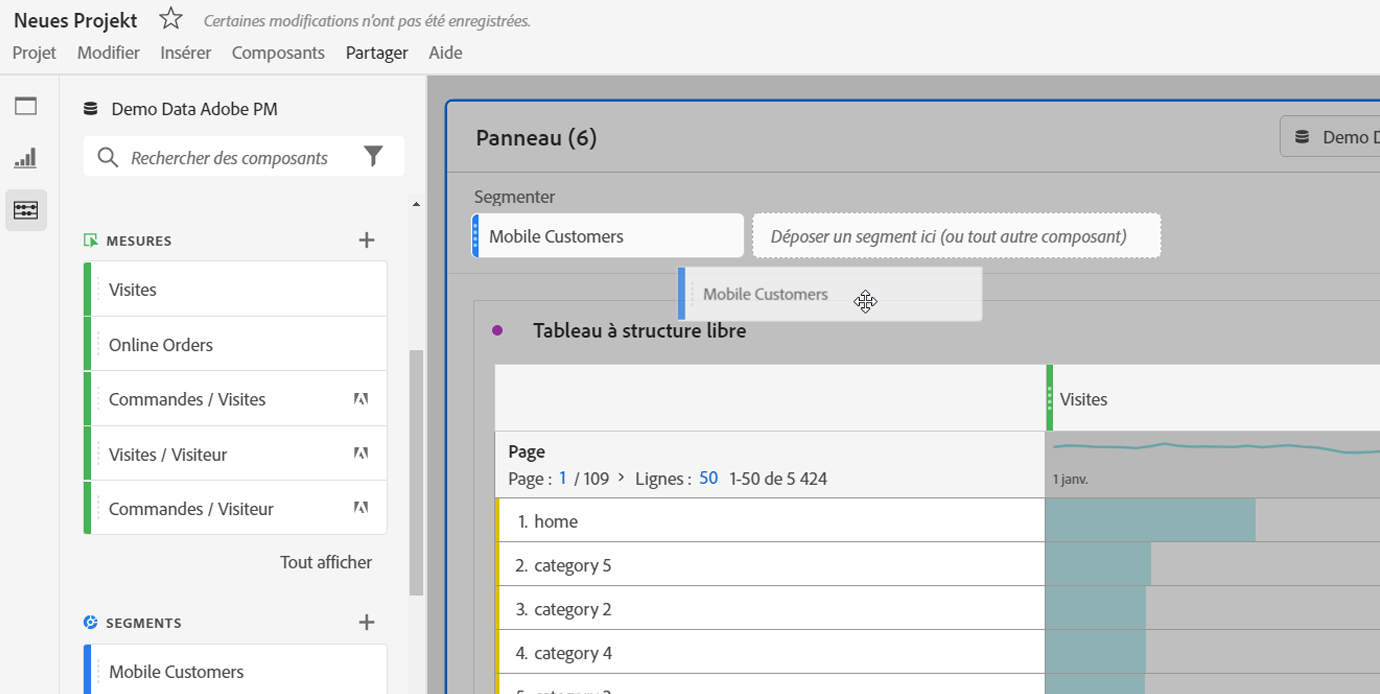 Neues Projekt Certaines modifications n'ont pas été enregistrées.
Projet Modifier Insérer Composants Partager Aide
Demo Data Adobe PM
Rechercher des composants
MESURES
Visites
Online Orders
Commandes / Visites
Visites / Visiteur
Commandes / Visiteur
Tout afficher
SEGMENTS
Mobile Customers
Panneau (6)
Demo D
Segmenter
Mobile Customers
Déposer un segment ici (ou tout autre composant)
Mobile Customers
Tableau à structure libre
Visites
Page
Page : 1 / 109 > Lignes : 50 1-50 de 5 424
1 janv.
1. home
2. category 5
3. category 2
4. category 4